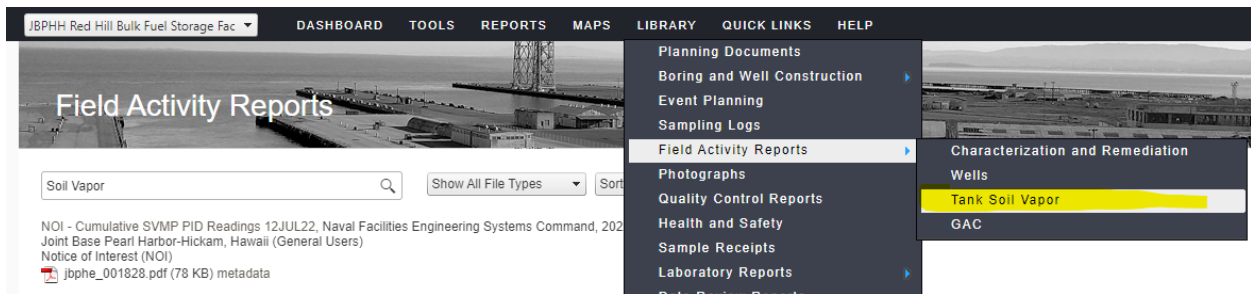 JBPHH Red Hill Bulk Fuel Storage Fac DASHBOARD TOOLS REPORTS MAPS LIBRARY QUICK LINKS HELP
Field Activity Reports
Planning Documents
Boring and Well Construction
Event Planning
Sampling Logs
Field Activity Reports
Photographs
Quality Control Reports
Health and Safety
Sample Receipts
Laboratory Reports
Data Review Reports
Characterization and Remediation
Wells
Tank Soil Vapor
GAC
Soil Vapor Show All File Types Sort
NOI - Cumulative SVMP PID Readings 12JUL22, Naval Facilities Engineering Systems Command, 202
Joint Base Pearl Harbor-Hickam, Hawaii (General Users)
Notice of Interest (NOI)
jbphe_001828.pdf (78 KB) metadata